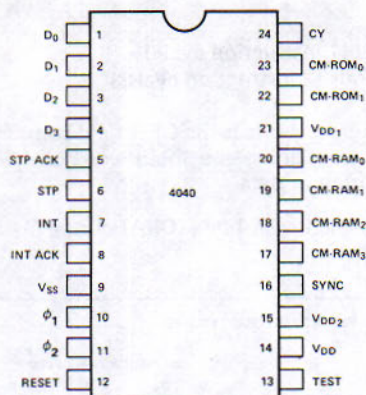 D₀ 1 24 CY
D₁ 2 23 CM-ROM₀
D₂ 3 22 CM-ROM₁
D₃ 4 21 VDD₁
STP ACK 5 20 CM-RAM₀
STP 6 4040 19 CM-RAM₁
INT 7 18 CM-RAM₂
INT ACK 8 17 CM-RAM₃
VSS 9 16 SYNC
ϕ₁ 10 15 VDD₂
ϕ₂ 11 14 VDD
RESET 12 13 TEST